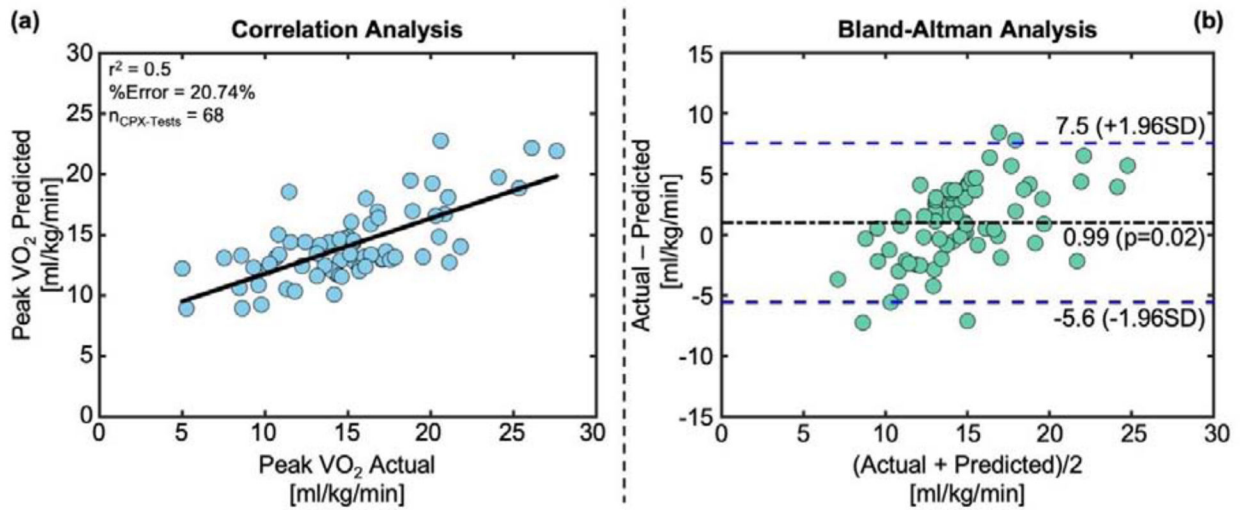 (a)
Correlation Analysis
r² = 0.5
%Error = 20.74%
nCPX-Tests = 68
30
25
20
15
10
5
0
Peak VO₂ Predicted
[ml/kg/min]
0 5 10 15 20 25 30
Peak VO₂ Actual
[ml/kg/min]
(b)
Bland-Altman Analysis
15
10
5
0
-5
-10
-15
Actual – Predicted
[ml/kg/min]
7.5 (+1.96SD)
0.99 (p=0.02)
-5.6 (-1.96SD)
0 5 10 15 20 25 30
(Actual + Predicted)/2
[ml/kg/min]